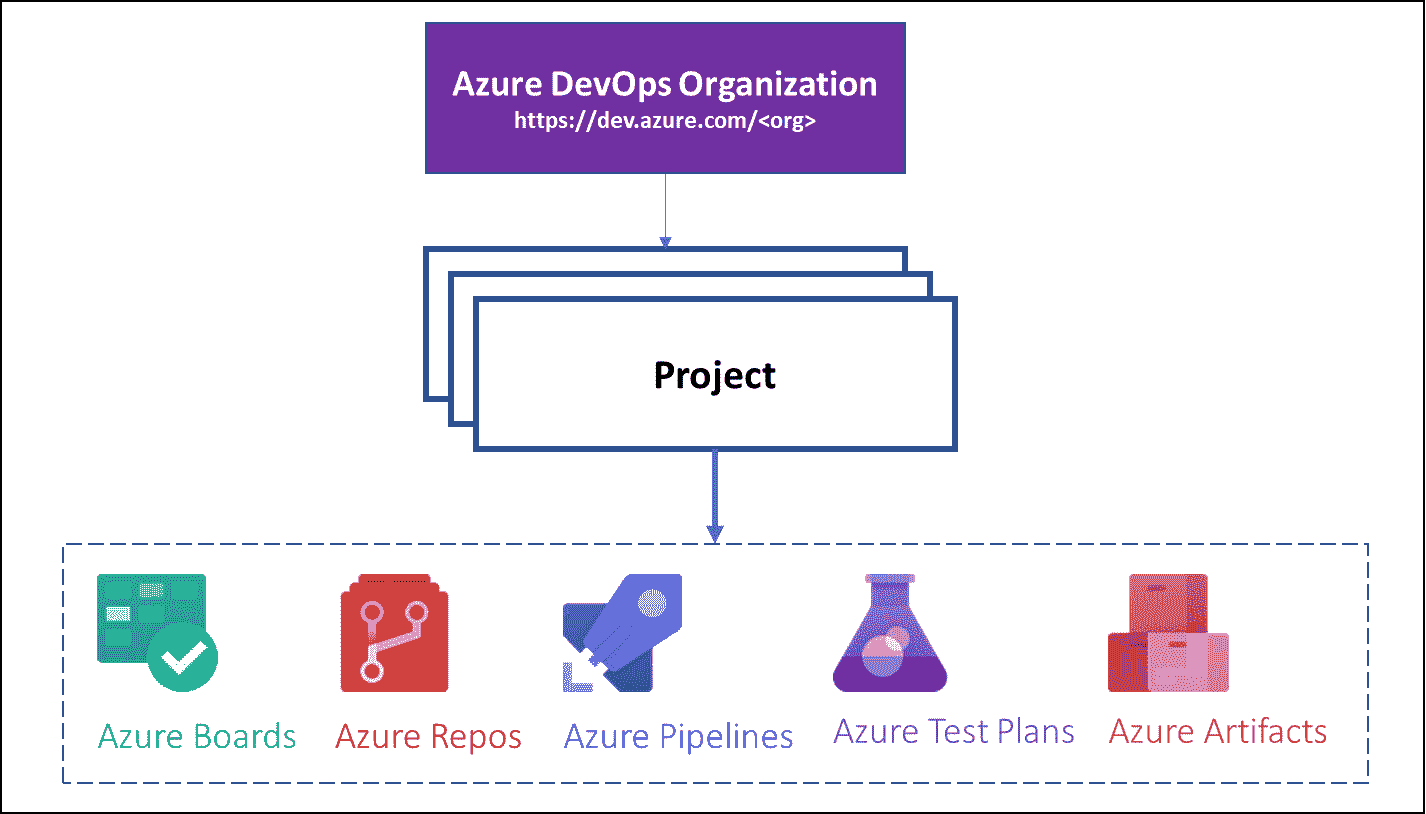 Azure DevOps Organization
https://dev.azure.com/<org>
Project
Azure Boards
Azure Repos
Azure Pipelines
Azure Test Plans
Azure Artifacts